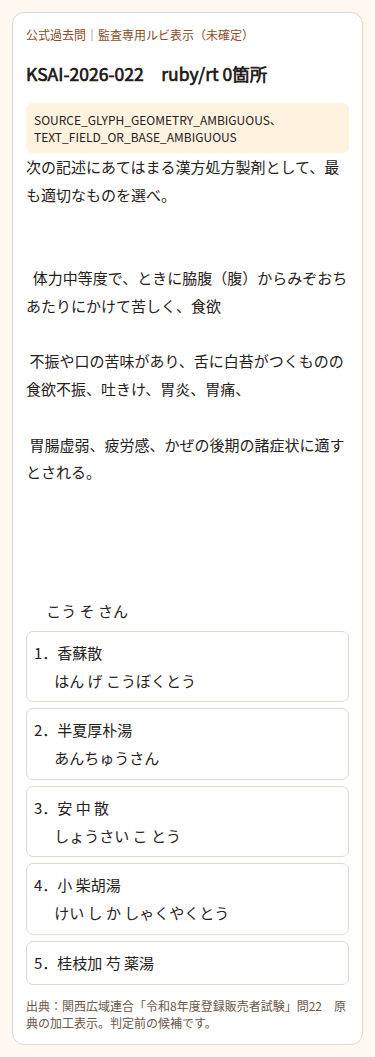 公式過去問｜監査専用ルビ表示（未確定）
KSAI-2026-022　ruby/rt 0箇所
SOURCE_GLYPH_GEOMETRY_AMBIGUOUS、
TEXT_FIELD_OR_BASE_AMBIGUOUS
次の記述にあてはまる漢方処方製剤として、最
も適切なものを選べ。
体力中等度で、ときに脇腹（腹）からみぞおち
あたりにかけて苦しく、食欲
不振や口の苦味があり、舌に白苔がつくものの
食欲不振、吐きけ、胃炎、胃痛、
胃腸虚弱、疲労感、かぜの後期の諸症状に適す
とされる。
こう そ さん
1．香蘇散
はん げ こうぼくとう
2．半夏厚朴湯
あんちゅうさん
3．安 中 散
しょうさい こ とう
4．小 柴胡湯
けい し か しゃくやくとう
5．桂枝加 芍 薬湯
出典：関西広域連合「令和8年度登録販売者試験」問22　原
典の加工表示。判定前の候補です。